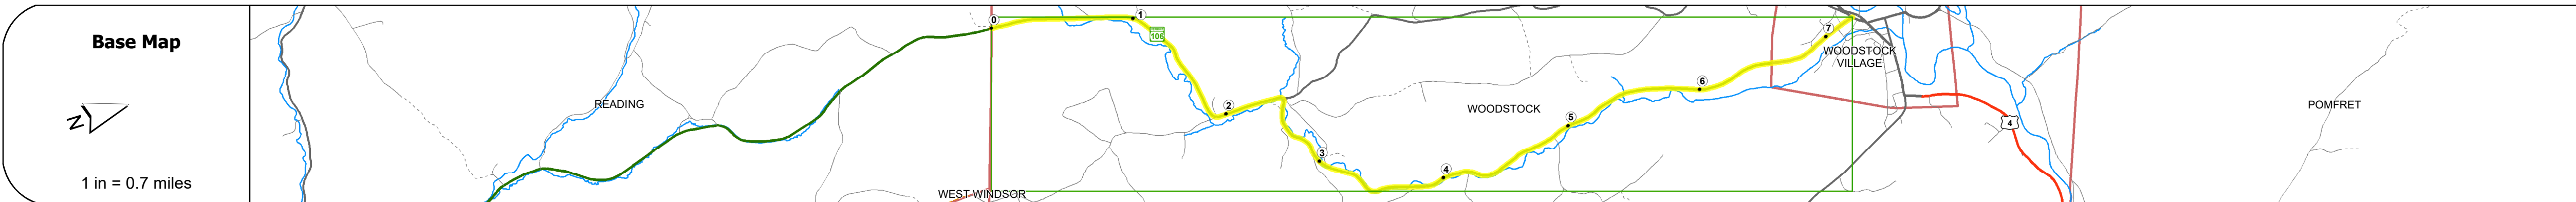 Base Map
N
1 in = 0.7 miles
READING
WEST WINDSOR
0
1
106
2
3
4
5
6
7
WOODSTOCK
WOODSTOCK
VILLAGE
4
POMFRET